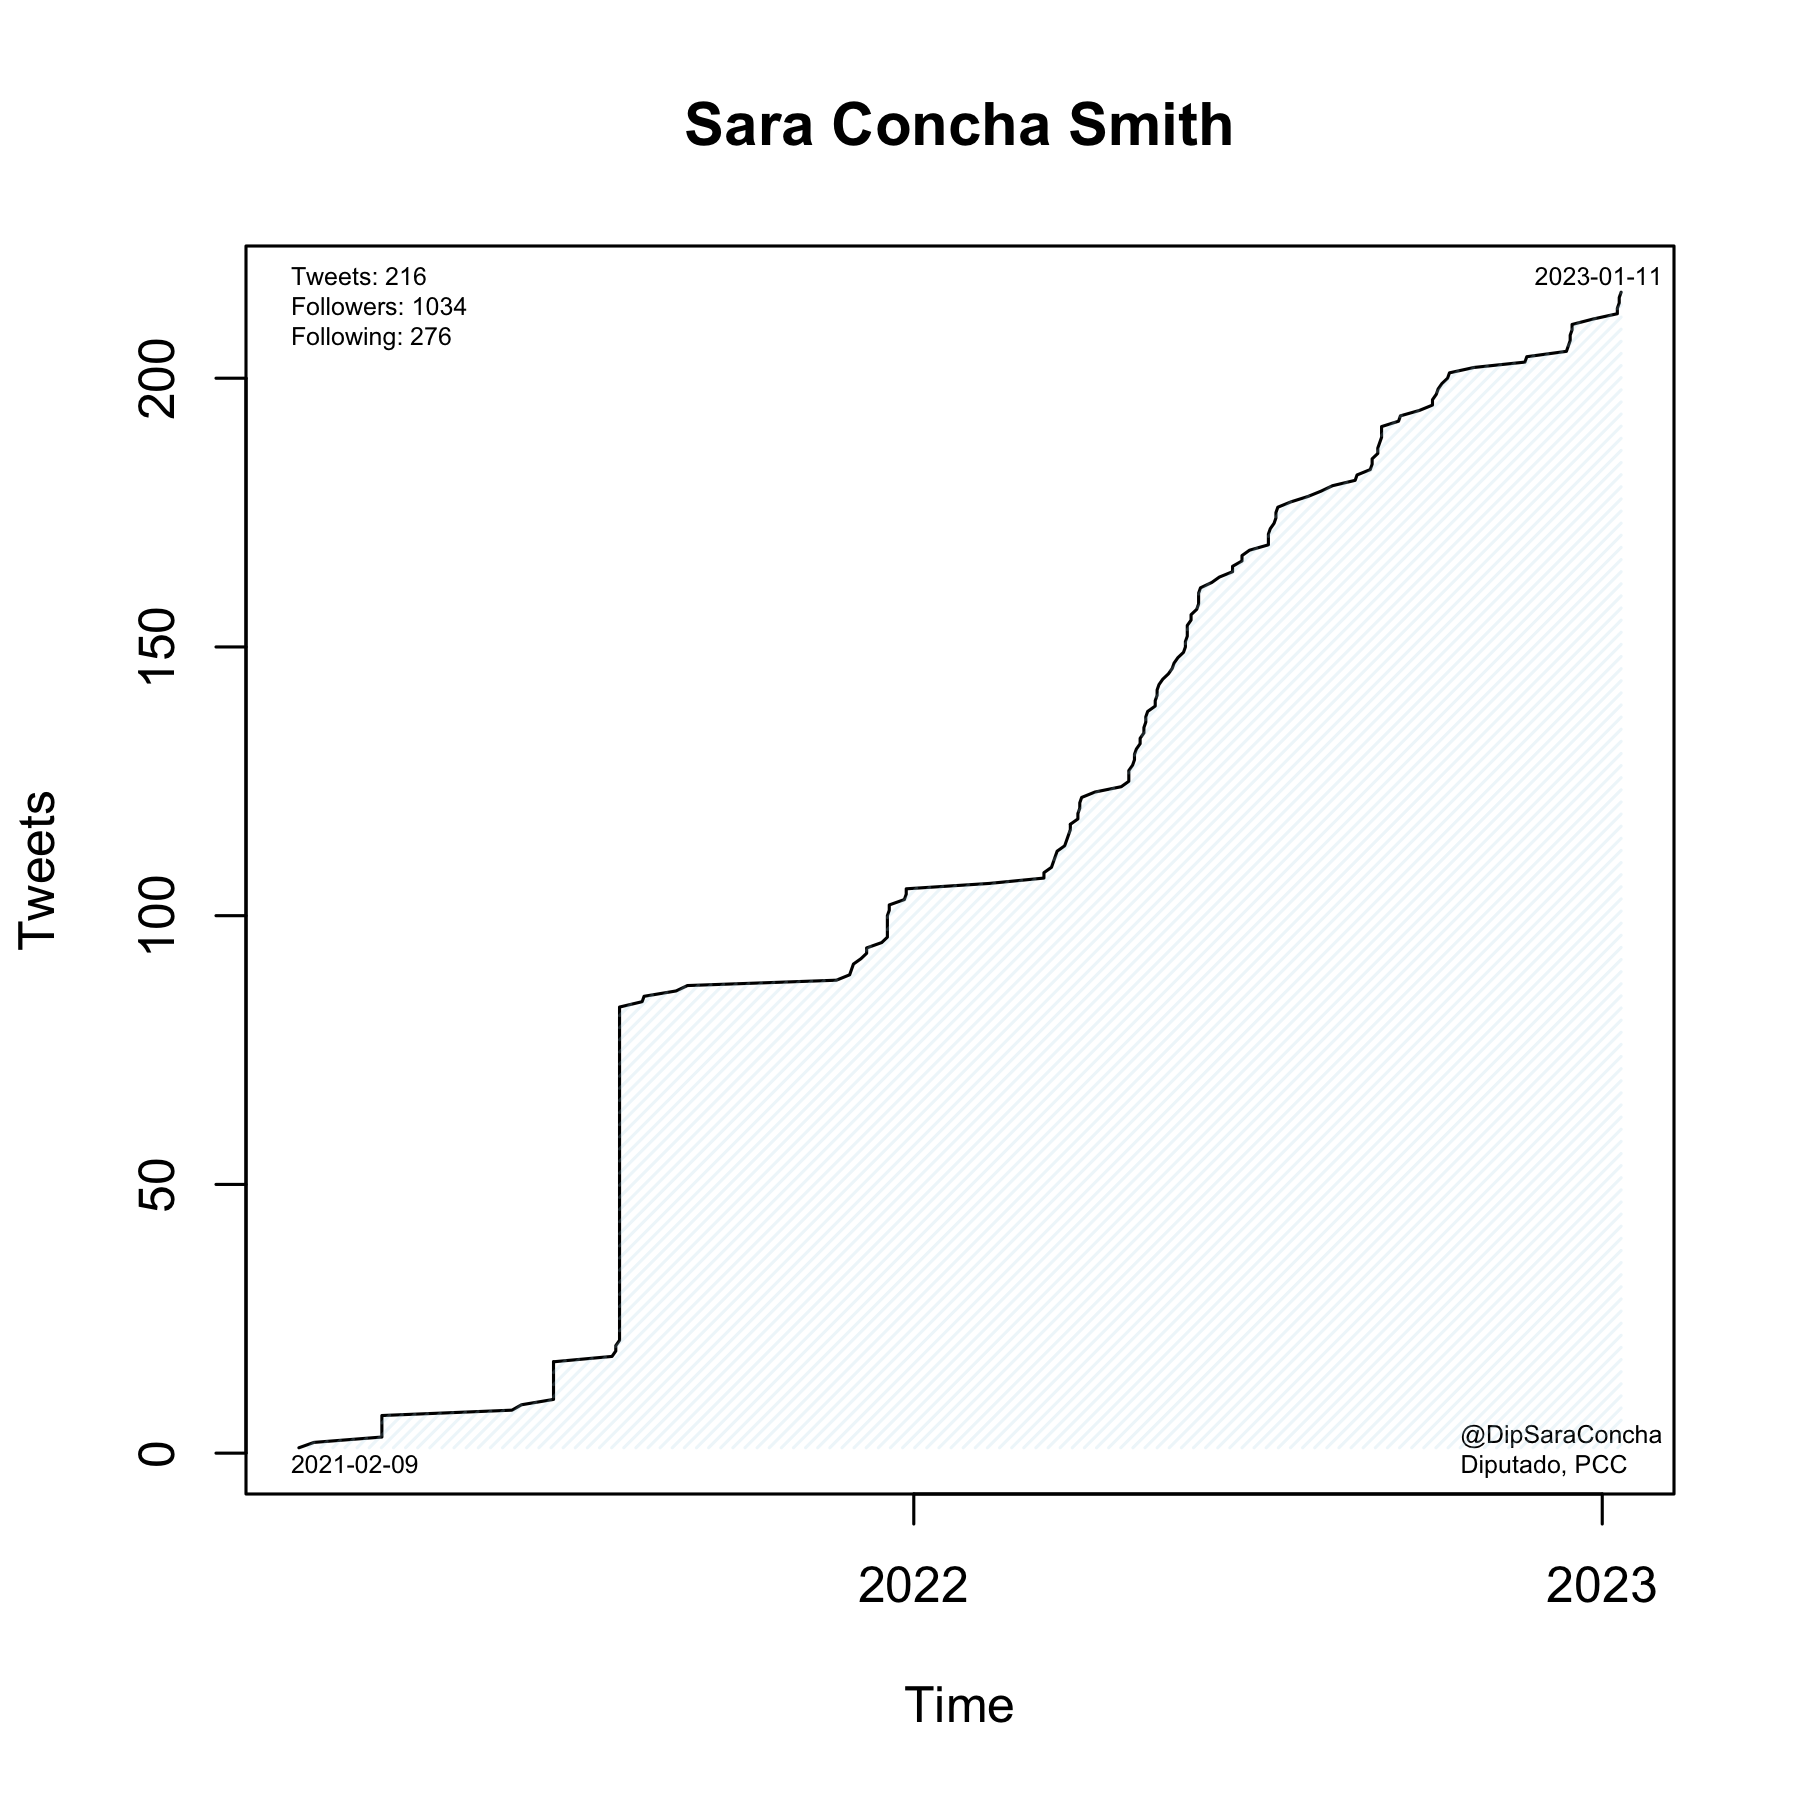 Sara Concha Smith
Tweets: 216
Followers: 1034
Following: 276
2023-01-11
200
150
100
50
0
Tweets
2021-02-09
@DipSaraConcha
Diputado, PCC
2022
2023
Time